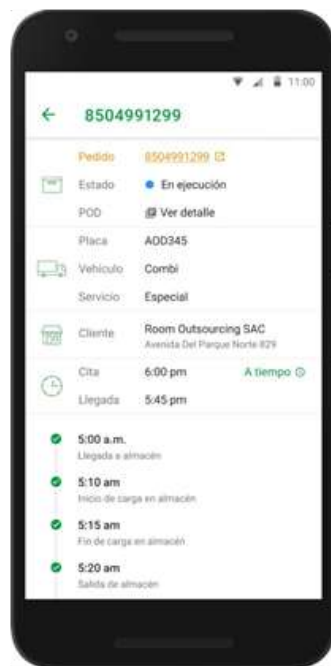 11:00
8504991299
Pedido 8504991299
Estado En ejecución
POD Ver detalle
Placa AOD345
Vehículo Combi
Servicio Especial
Cliente Room Outsourcing SAC
Avenida Del Parque Norte 829
Cita 6:00 pm A tiempo
Llegada 5:45 pm
5:00 a.m.
Llegada a almacén
5:10 am
Inicio de carga en almacén
5:15 am
Fin de carga en almacén
5:20 am
Salida de almacén